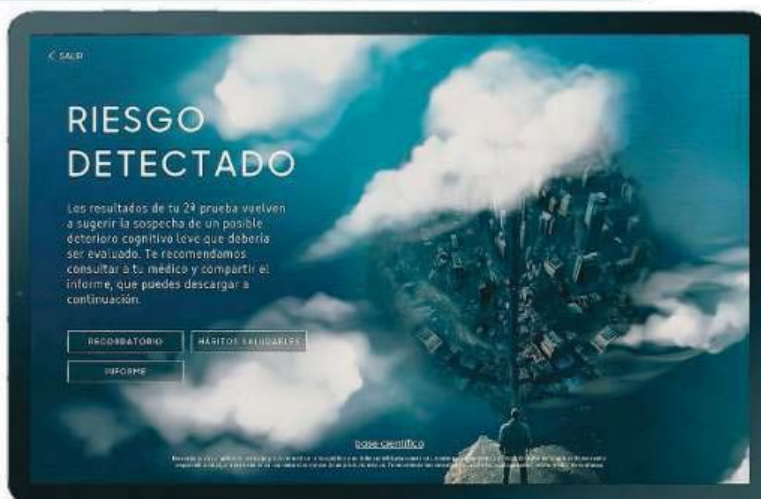 < SALIR
RIESGO
DETECTADO
Los resultados de tu 2ª prueba vuelven
a sugerir la sospecha de un posible
deterioro cognitivo leve que debería
ser evaluado. Te recomendamos
consultar a tu médico y compartir el
informe, que puedes descargar a
continuación.
RECORDATORIO
HÁBITOS SALUDABLES
INFORME
base científica